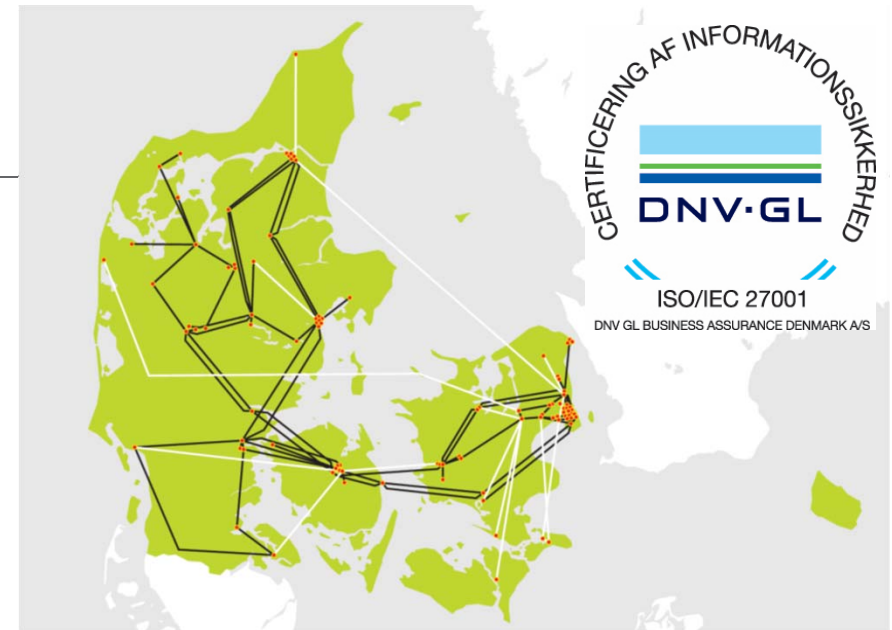 CERTIFICERING AF INFORMATIONSSIKKERHED
DNV·GL
ISO/IEC 27001
DNV GL BUSINESS ASSURANCE DENMARK A/S